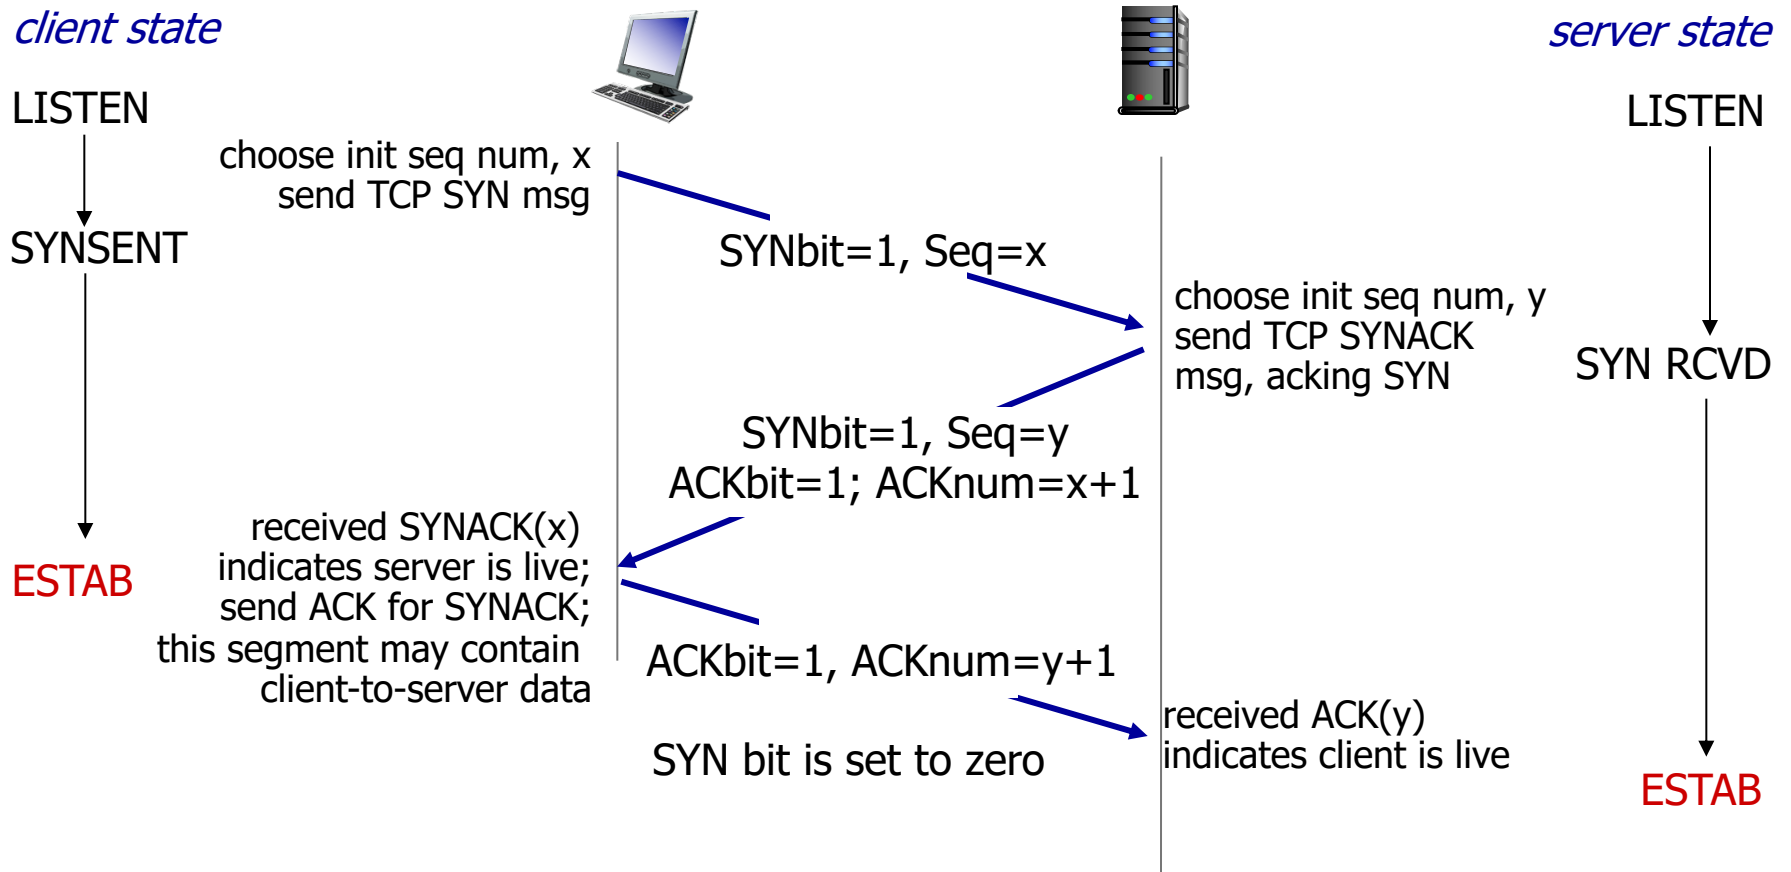 client state
server state
LISTEN
LISTEN
choose init seq num, x
send TCP SYN msg
SYNSENT
SYNbit=1, Seq=x
choose init seq num, y
send TCP SYNACK
msg, acking SYN
SYN RCVD
SYNbit=1, Seq=y
ACKbit=1; ACKnum=x+1
received SYNACK(x)
indicates server is live;
send ACK for SYNACK;
this segment may contain
client-to-server data
ESTAB
ACKbit=1, ACKnum=y+1
received ACK(y)
indicates client is live
SYN bit is set to zero
ESTAB